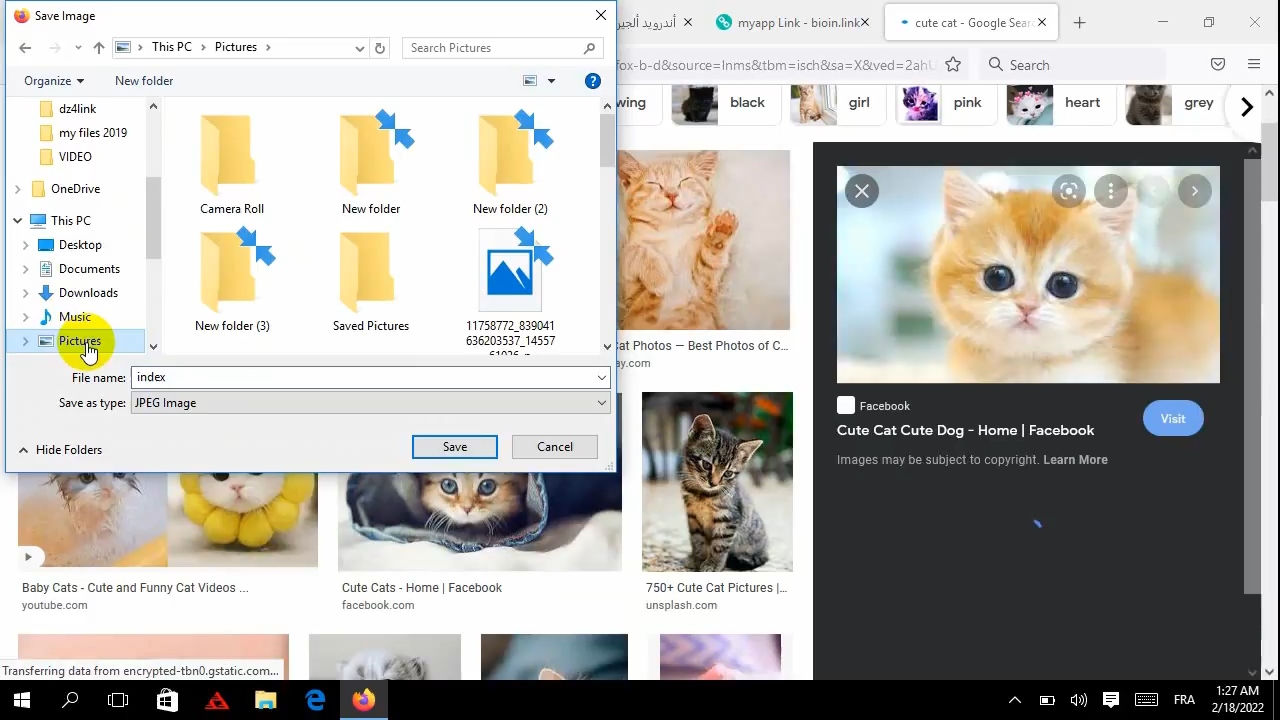 Save Image
أندرويد ألجير
myapp Link - bioin.link
cute cat - Google Sear
This PC
Pictures
Search Pictures
fox-b-d&source=lnms&tbm=isch&sa=X&ved=2ahU
Search
Organize
New folder
wing
black
girl
pink
heart
grey
dz4link
my files 2019
VIDEO
OneDrive
This PC
Desktop
Documents
Downloads
Music
Pictures
Camera Roll
New folder
New folder (2)
New folder (3)
Saved Pictures
11758772_839041
636203537_14557
File name:
index
Save as type:
JPEG Image
Hide Folders
Save
Cancel
Cat Photos — Best Photos of C...
ay.com
Facebook
Visit
Cute Cat Cute Dog - Home | Facebook
Images may be subject to copyright. Learn More
Baby Cats - Cute and Funny Cat Videos ...
youtube.com
Cute Cats - Home | Facebook
facebook.com
750+ Cute Cat Pictures |...
unsplash.com
Transferring data from encrypted-tbn0.gstatic.com...
FRA
1:27 AM
2/18/2022